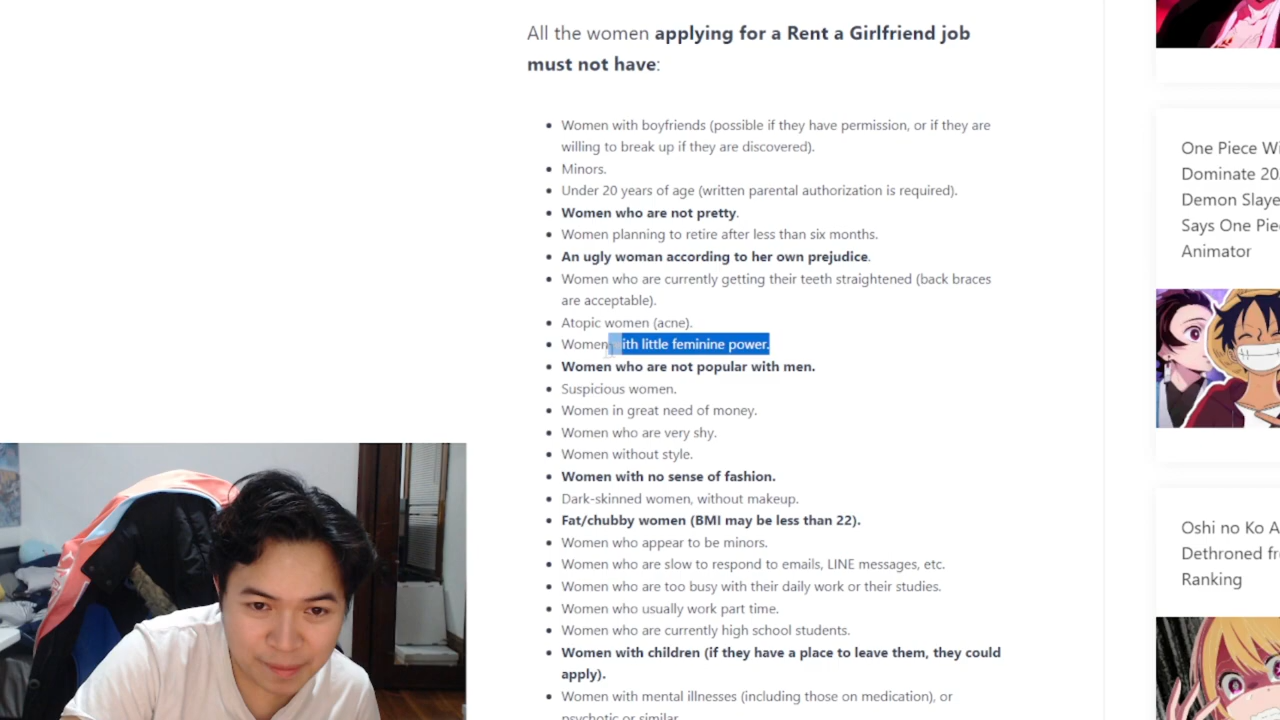 All the women applying for a Rent a Girlfriend job
must not have:
Women with boyfriends (possible if they have permission, or if they are
willing to break up if they are discovered).
Minors.
Under 20 years of age (written parental authorization is required).
Women who are not pretty.
Women planning to retire after less than six months.
An ugly woman according to her own prejudice.
Women who are currently getting their teeth straightened (back braces
are acceptable).
Atopic women (acne).
Women with little feminine power.
Women who are not popular with men.
Suspicious women.
Women in great need of money.
Women who are very shy.
Women without style.
Women with no sense of fashion.
Dark-skinned women, without makeup.
Fat/chubby women (BMI may be less than 22).
Women who appear to be minors.
Women who are slow to respond to emails, LINE messages, etc.
Women who are too busy with their daily work or their studies.
Women who usually work part time.
Women who are currently high school students.
Women with children (if they have a place to leave them, they could
apply).
Women with mental illnesses (including those on medication), or
psychotic or similar
One Piece Wi
Dominate 20
Demon Slaye
Says One Pie
Animator
Oshi no Ko A
Dethroned fr
Ranking